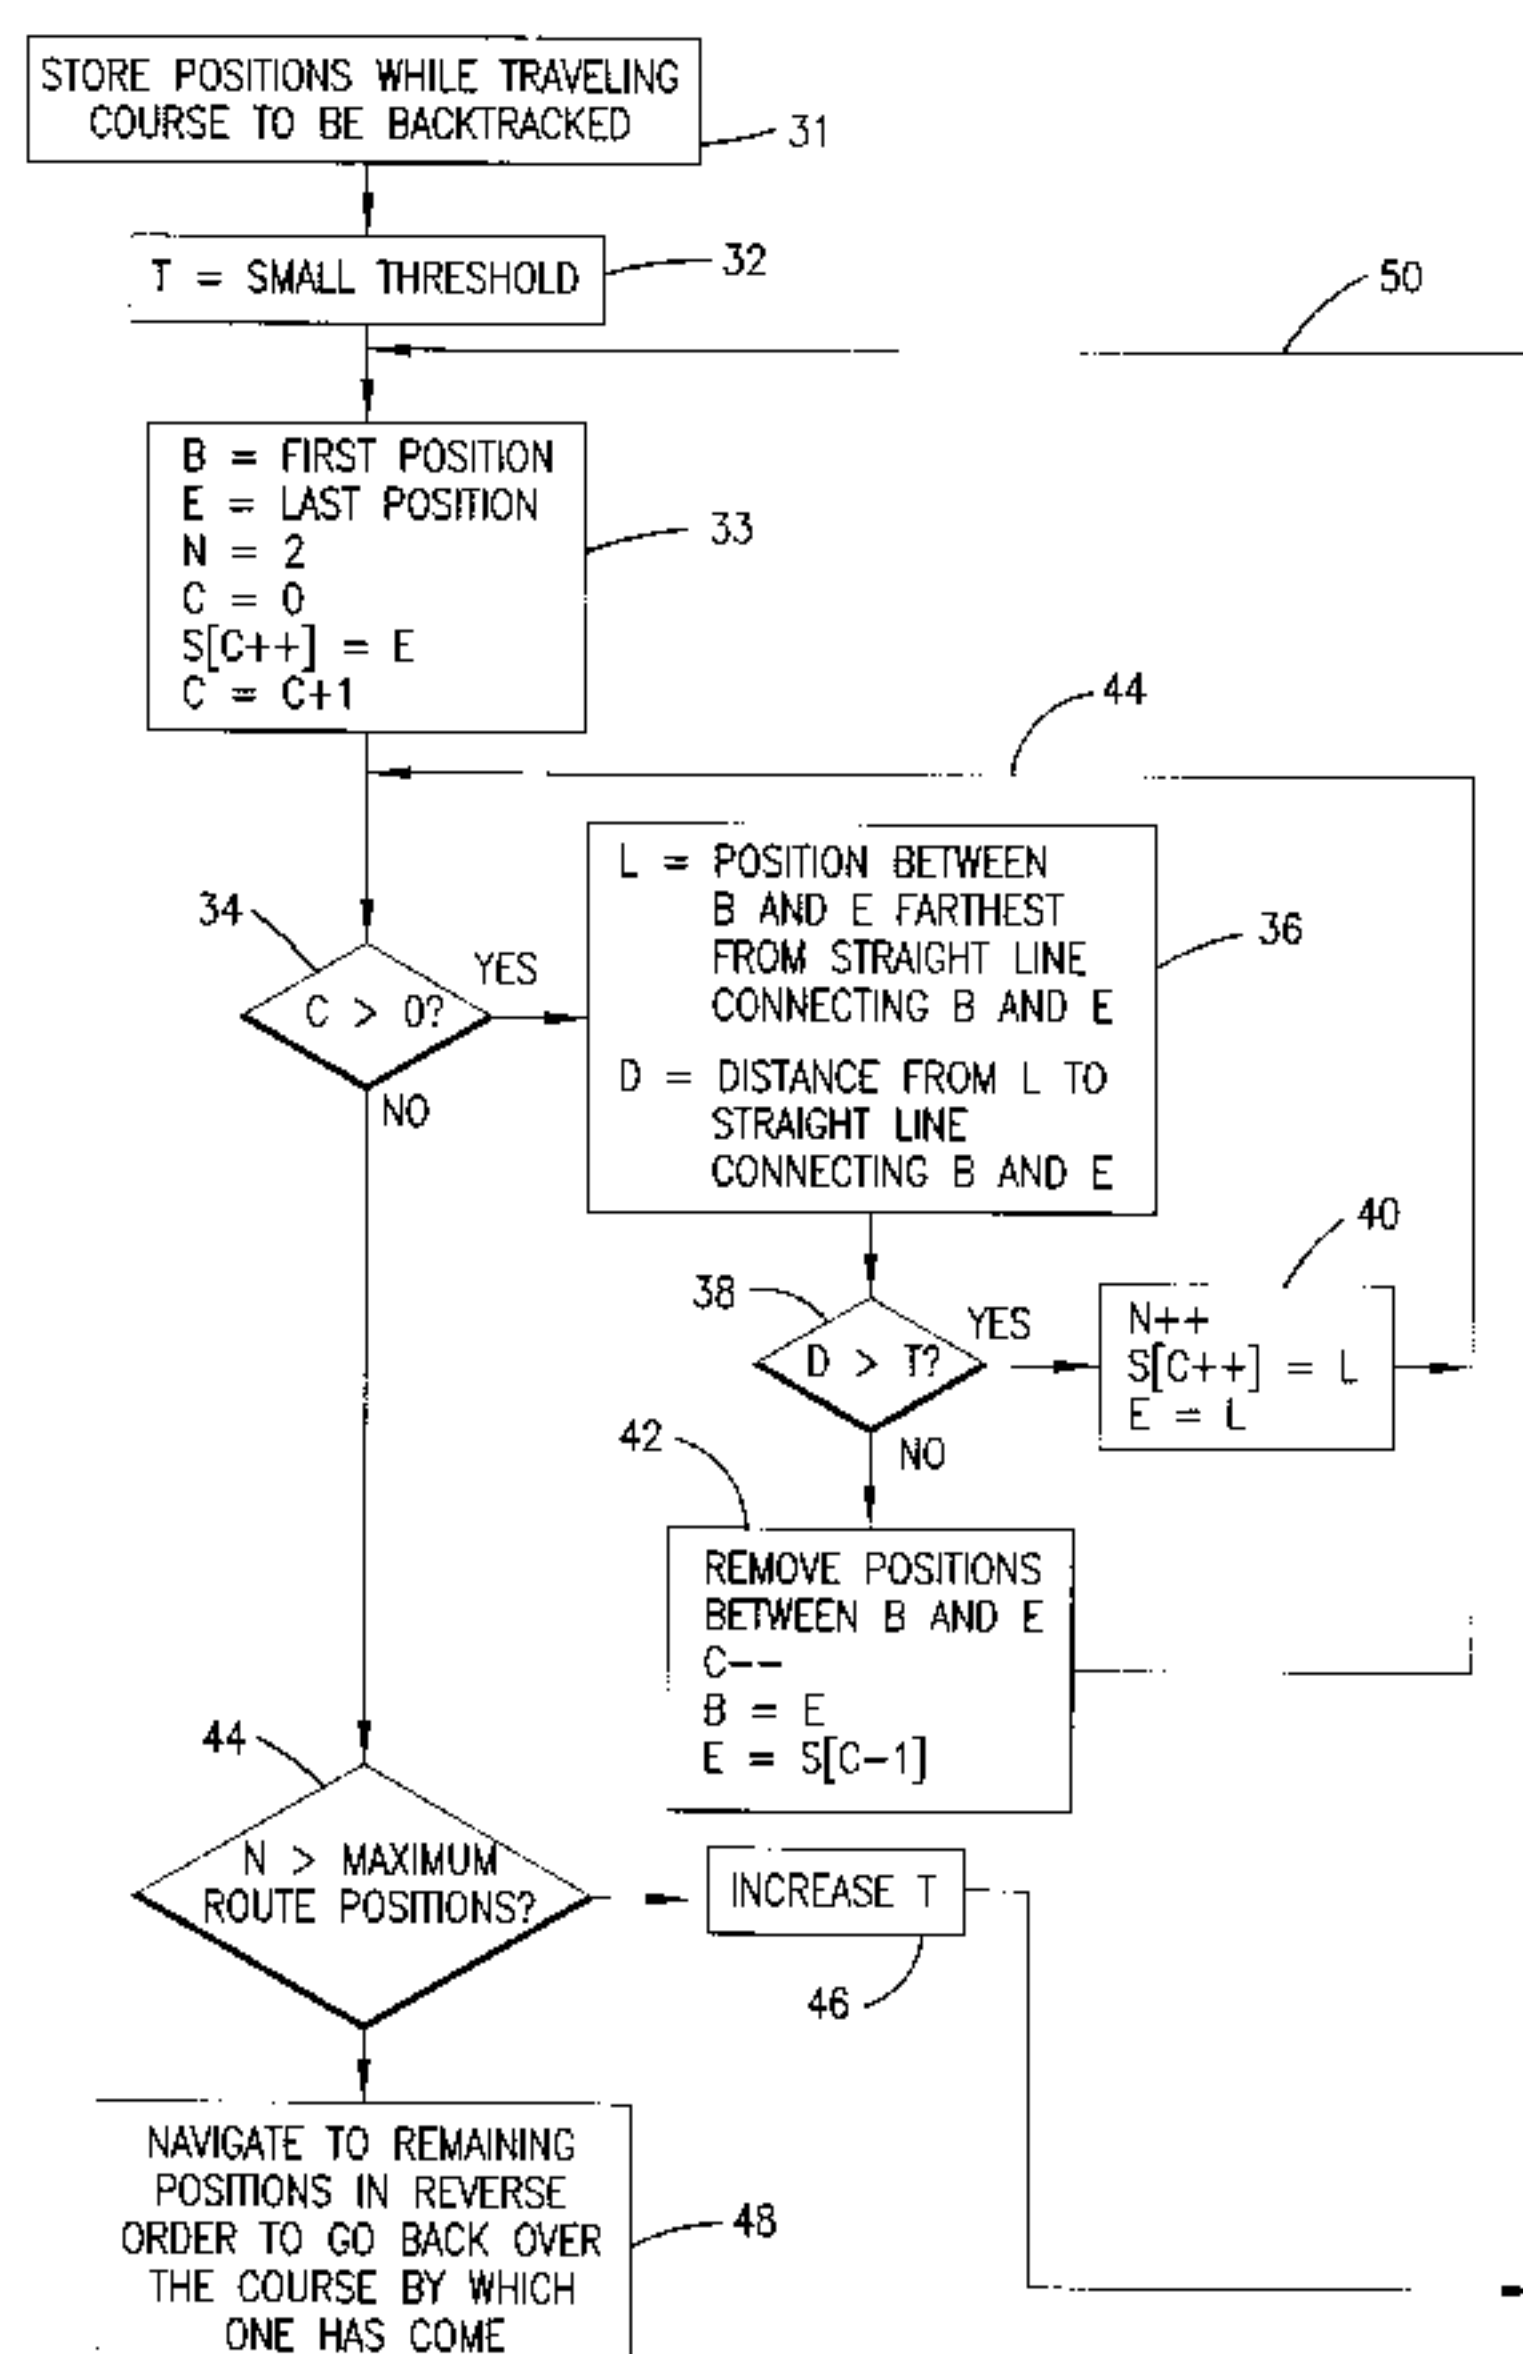 STORE POSITIONS WHILE TRAVELING
COURSE TO BE BACKTRACKED
31
T = SMALL THRESHOLD
32
50
B = FIRST POSITION
E = LAST POSITION
N = 2
C = 0
S[C++] = E
C = C+1
33
44
34
C > 0?
YES
NO
L = POSITION BETWEEN
B AND E FARTHEST
FROM STRAIGHT LINE
CONNECTING B AND E
D = DISTANCE FROM L TO
STRAIGHT LINE
CONNECTING B AND E
36
38
D > T?
YES
NO
40
N++
S[C++] = L
E = L
42
REMOVE POSITIONS
BETWEEN B AND E
C--
B = E
E = S[C-1]
44
N > MAXIMUM
ROUTE POSITIONS?
INCREASE T
46
NAVIGATE TO REMAINING
POSITIONS IN REVERSE
ORDER TO GO BACK OVER
THE COURSE BY WHICH
ONE HAS COME
48